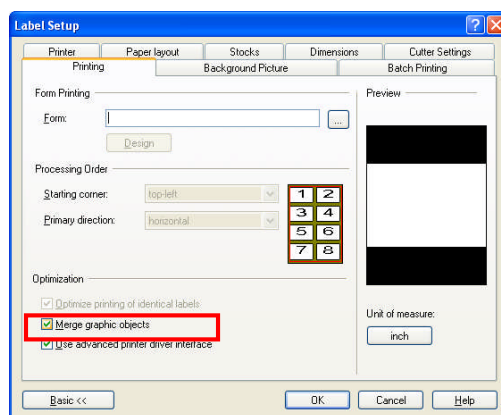 Label Setup
Printer Paper layout Stocks Dimensions Cutter Settings
Printing Background Picture Batch Printing
Form Printing
Form:
...
Design
Processing Order
Starting corner: top-left
Primary direction: horizontal
1 2
3 4
5 6
7 8
Optimization
Optimize printing of identical labels
Merge graphic objects
Use advanced printer driver interface
Preview
Unit of measure:
inch
Basic << OK Cancel Help